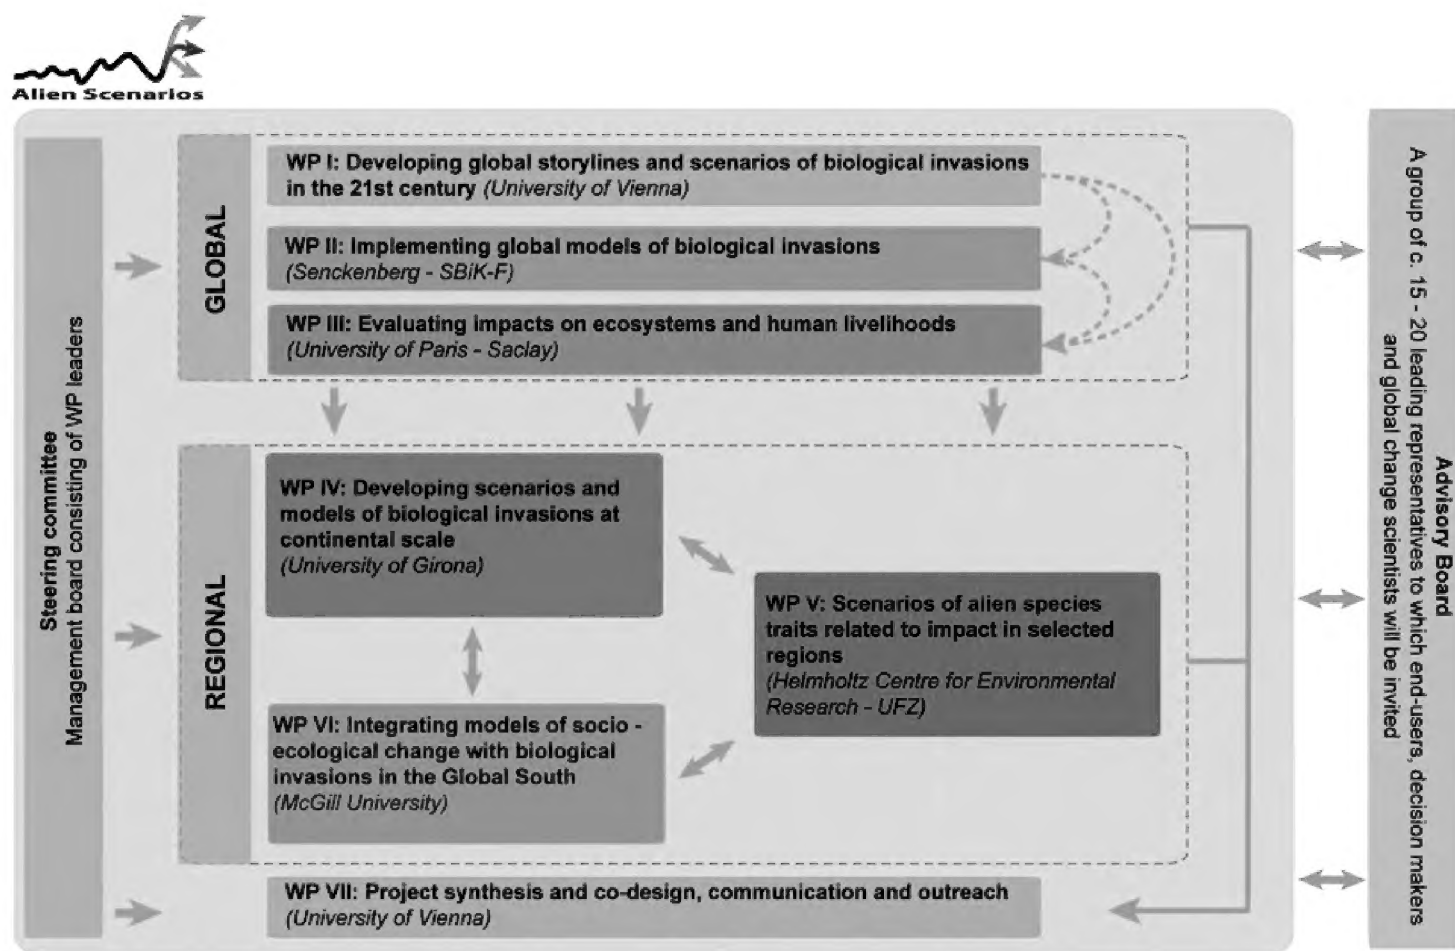 Alien Scenarios
Steering committee
Management board consisting of WP leaders
GLOBAL
WP I: Developing global storylines and scenarios of biological invasions
in the 21st century (University of Vienna)
WP II: Implementing global models of biological invasions
(Senckenberg - SBiK-F)
WP III: Evaluating impacts on ecosystems and human livelihoods
(University of Paris - Saclay)
REGIONAL
WP IV: Developing scenarios and
models of biological invasions at
continental scale
(University of Girona)
WP V: Scenarios of alien species
traits related to impact in selected
regions
(Helmholtz Centre for Environmental
Research - UFZ)
WP VI: Integrating models of socio -
ecological change with biological
invasions in the Global South
(McGill University)
WP VII: Project synthesis and co-design, communication and outreach
(University of Vienna)
Advisory Board
A group of c. 15 - 20 leading representatives to which end-users, decision makers
and global change scientists will be invited